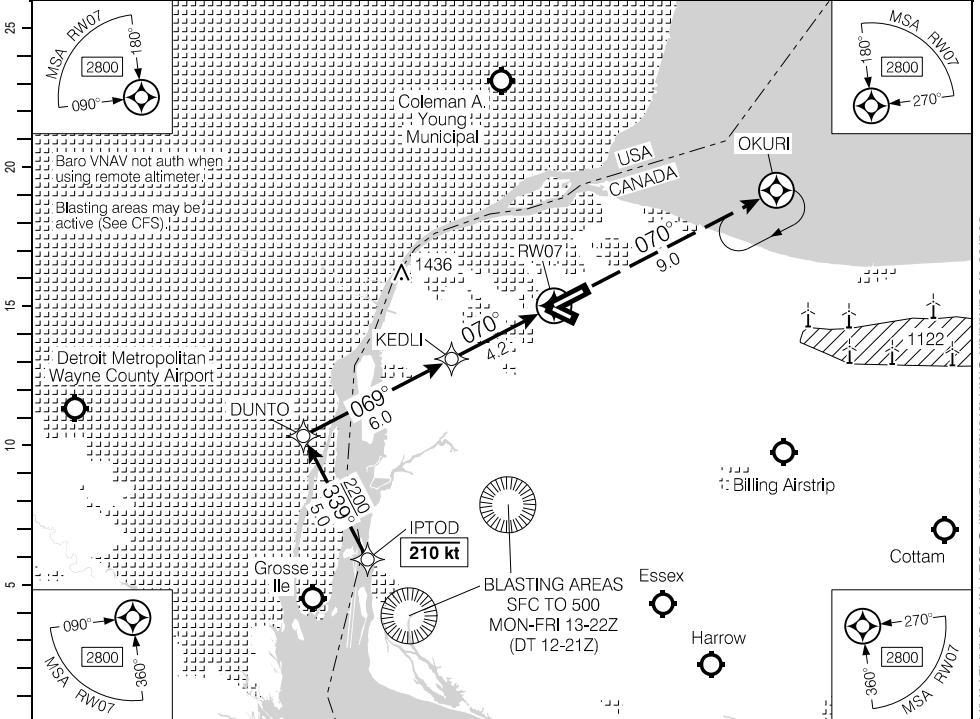 25
20
15
10
5
MSA RW07
2800
180°
090°
MSA RW07
2800
180°
270°
Coleman A.
Young
Municipal
Baro VNAV not auth when
using remote altimeter.
Blasting areas may be
active (See CFS).
USA
CANADA
OKURI
070°
9.0
RW07
1436
070°
4.2
KEDLI
1122
Detroit Metropolitan
Wayne County Airport
069°
6.0
DUNTO
2200
339°
5.0
Billing Airstrip
IPTOD
210 kt
Cottam
Grosse
Ile
BLASTING AREAS
SFC TO 500
MON-FRI 13-22Z
(DT 12-21Z)
Essex
Harrow
090°
2800
360°
MSA RW07
270°
2800
360°
MSA RW07